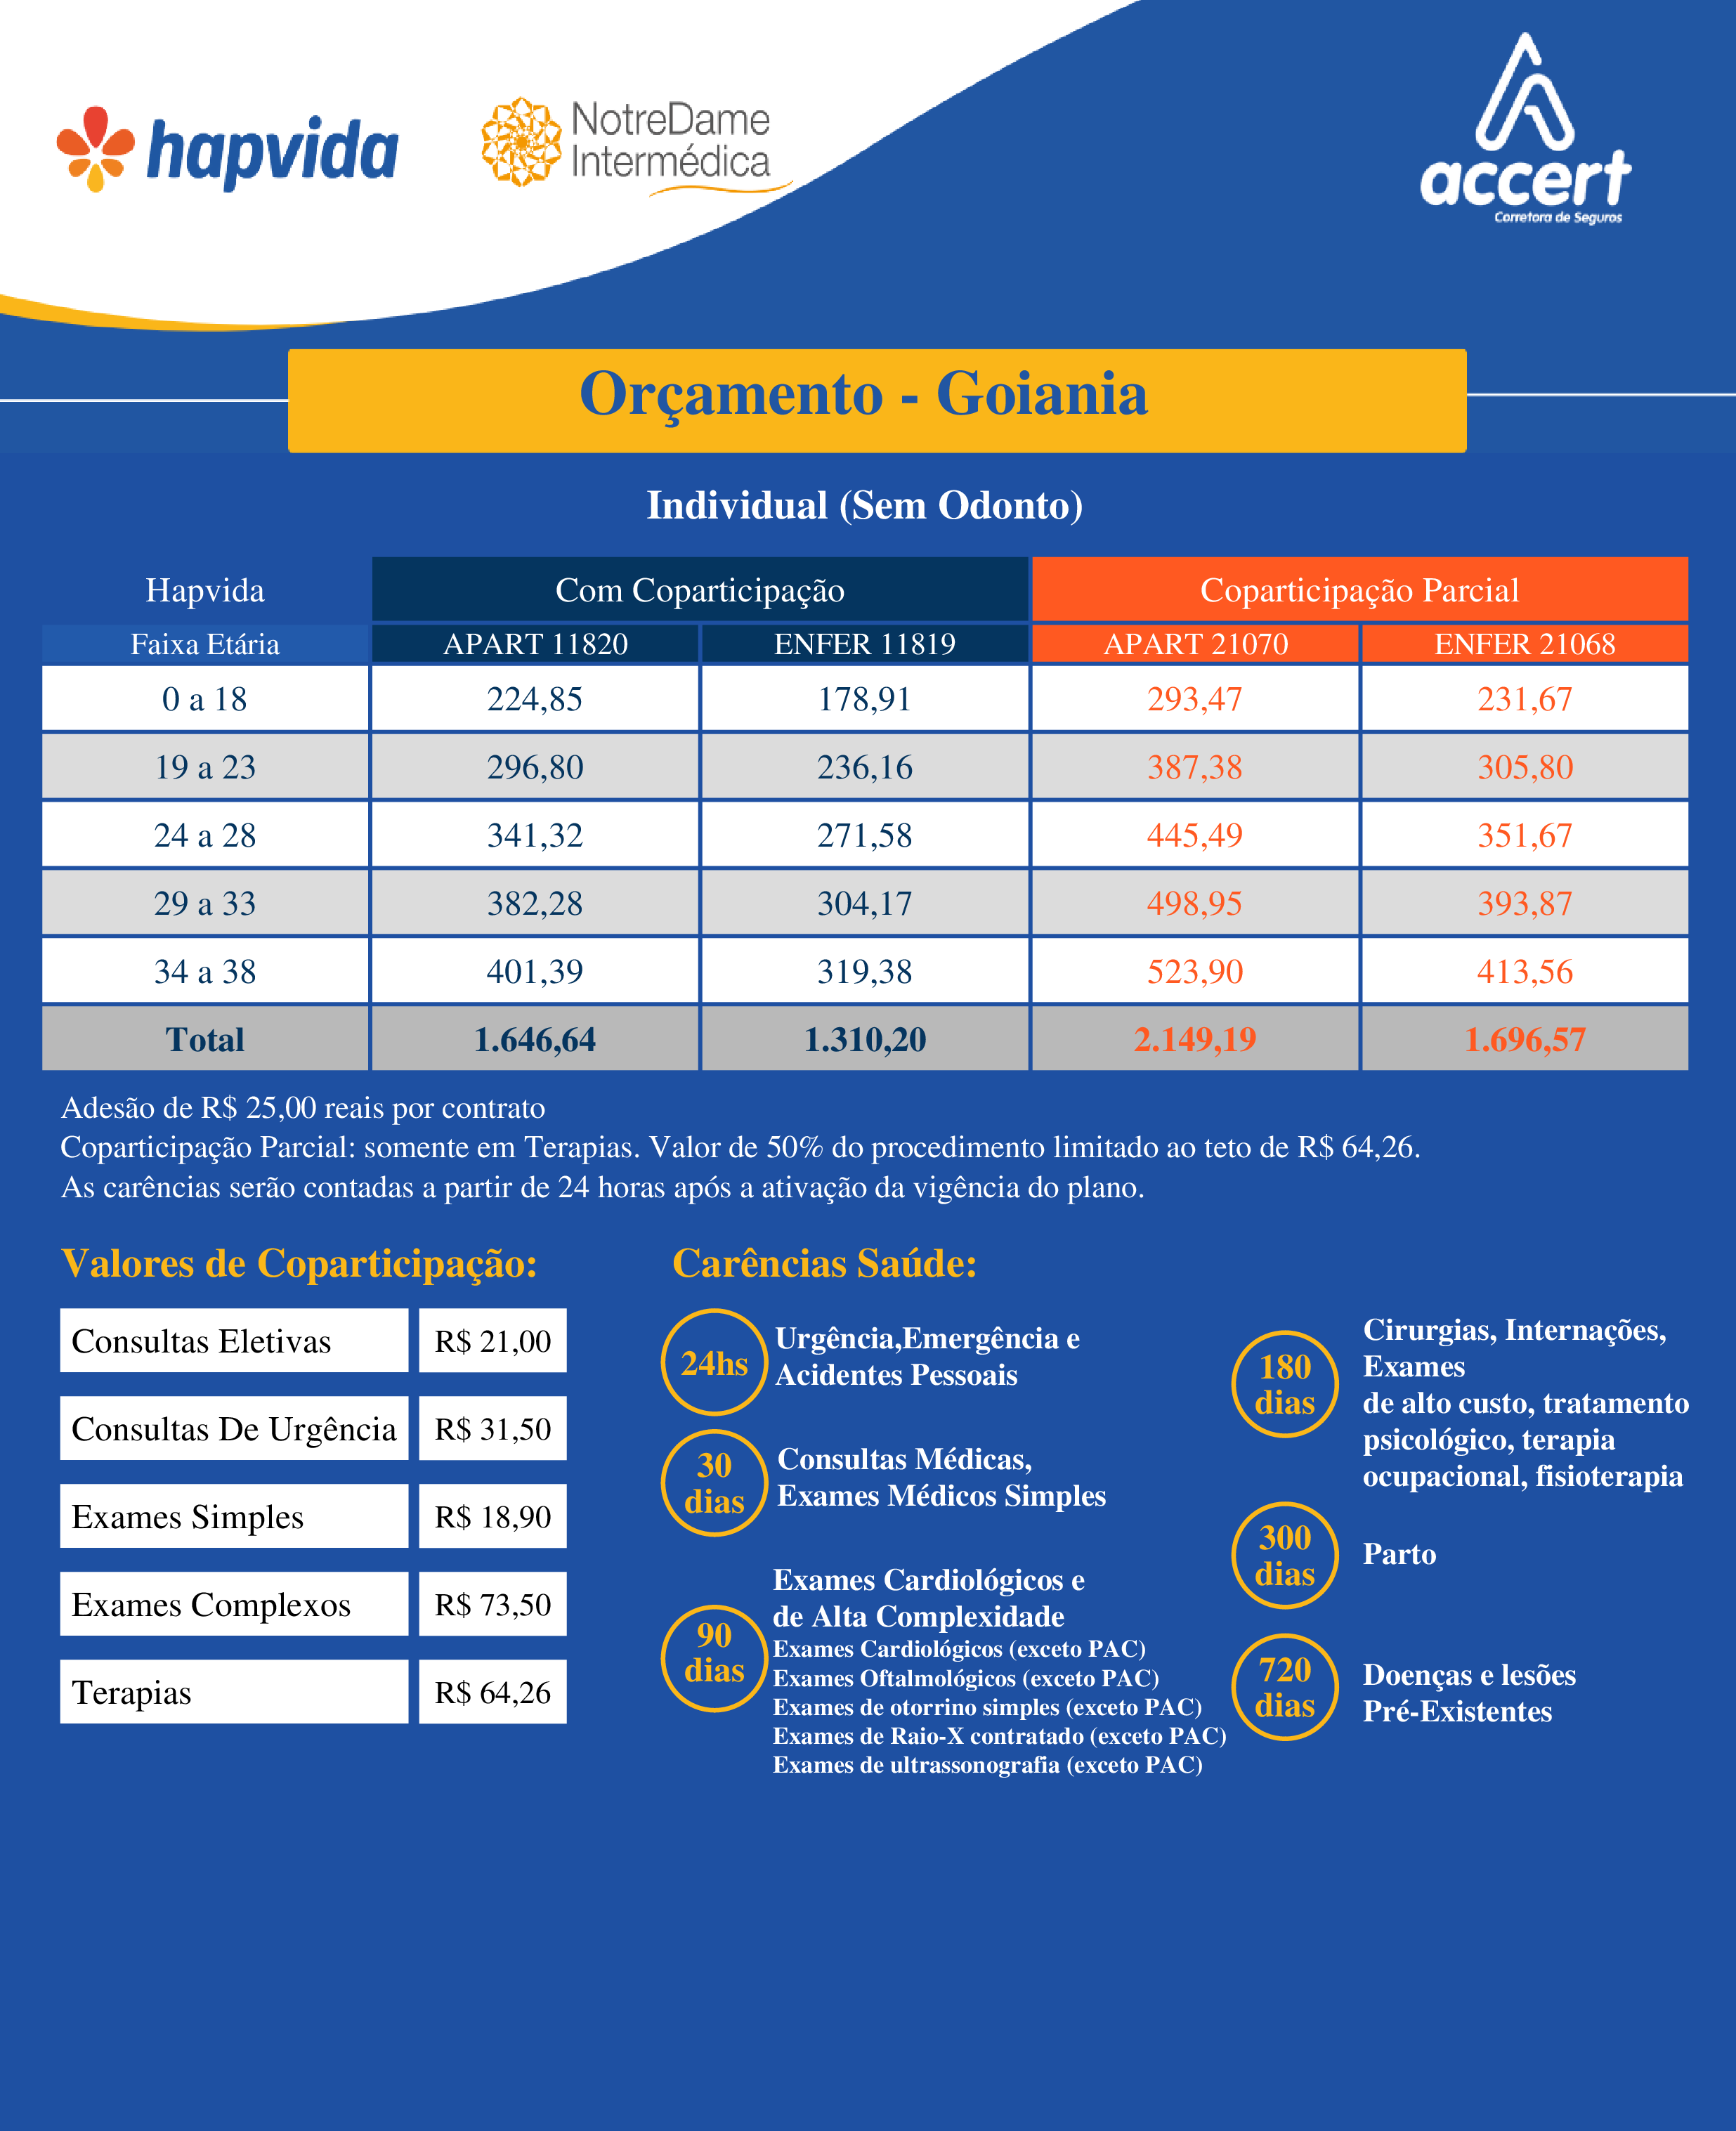 hapvida
NotreDame
Intermédica
accert
Corretora de Seguros
Orçamento - Goiania
Individual (Sem Odonto)
Hapvida Com Coparticipação Coparticipação Parcial
Faixa Etária APART 11820 ENFER 11819 APART 21070 ENFER 21068
0 a 18 224,85 178,91 293,47 231,67
19 a 23 296,80 236,16 387,38 305,80
24 a 28 341,32 271,58 445,49 351,67
29 a 33 382,28 304,17 498,95 393,87
34 a 38 401,39 319,38 523,90 413,56
Total 1.646,64 1.310,20 2.149,19 1.696,57
Adesão de R$ 25,00 reais por contrato
Coparticipação Parcial: somente em Terapias. Valor de 50% do procedimento limitado ao teto de R$ 64,26.
As carências serão contadas a partir de 24 horas após a ativação da vigência do plano.
Valores de Coparticipação:
Consultas Eletivas R$ 21,00
Consultas De Urgência R$ 31,50
Exames Simples R$ 18,90
Exames Complexos R$ 73,50
Terapias R$ 64,26
Carências Saúde:
24hs
Urgência,Emergência e
Acidentes Pessoais
30
dias
Consultas Médicas,
Exames Médicos Simples
90
dias
Exames Cardiológicos e
de Alta Complexidade
Exames Cardiológicos (exceto PAC)
Exames Oftalmológicos (exceto PAC)
Exames de otorrino simples (exceto PAC)
Exames de Raio-X contratado (exceto PAC)
Exames de ultrassonografia (exceto PAC)
180
dias
Cirurgias, Internações,
Exames
de alto custo, tratamento
psicológico, terapia
ocupacional, fisioterapia
300
dias
Parto
720
dias
Doenças e lesões
Pré-Existentes